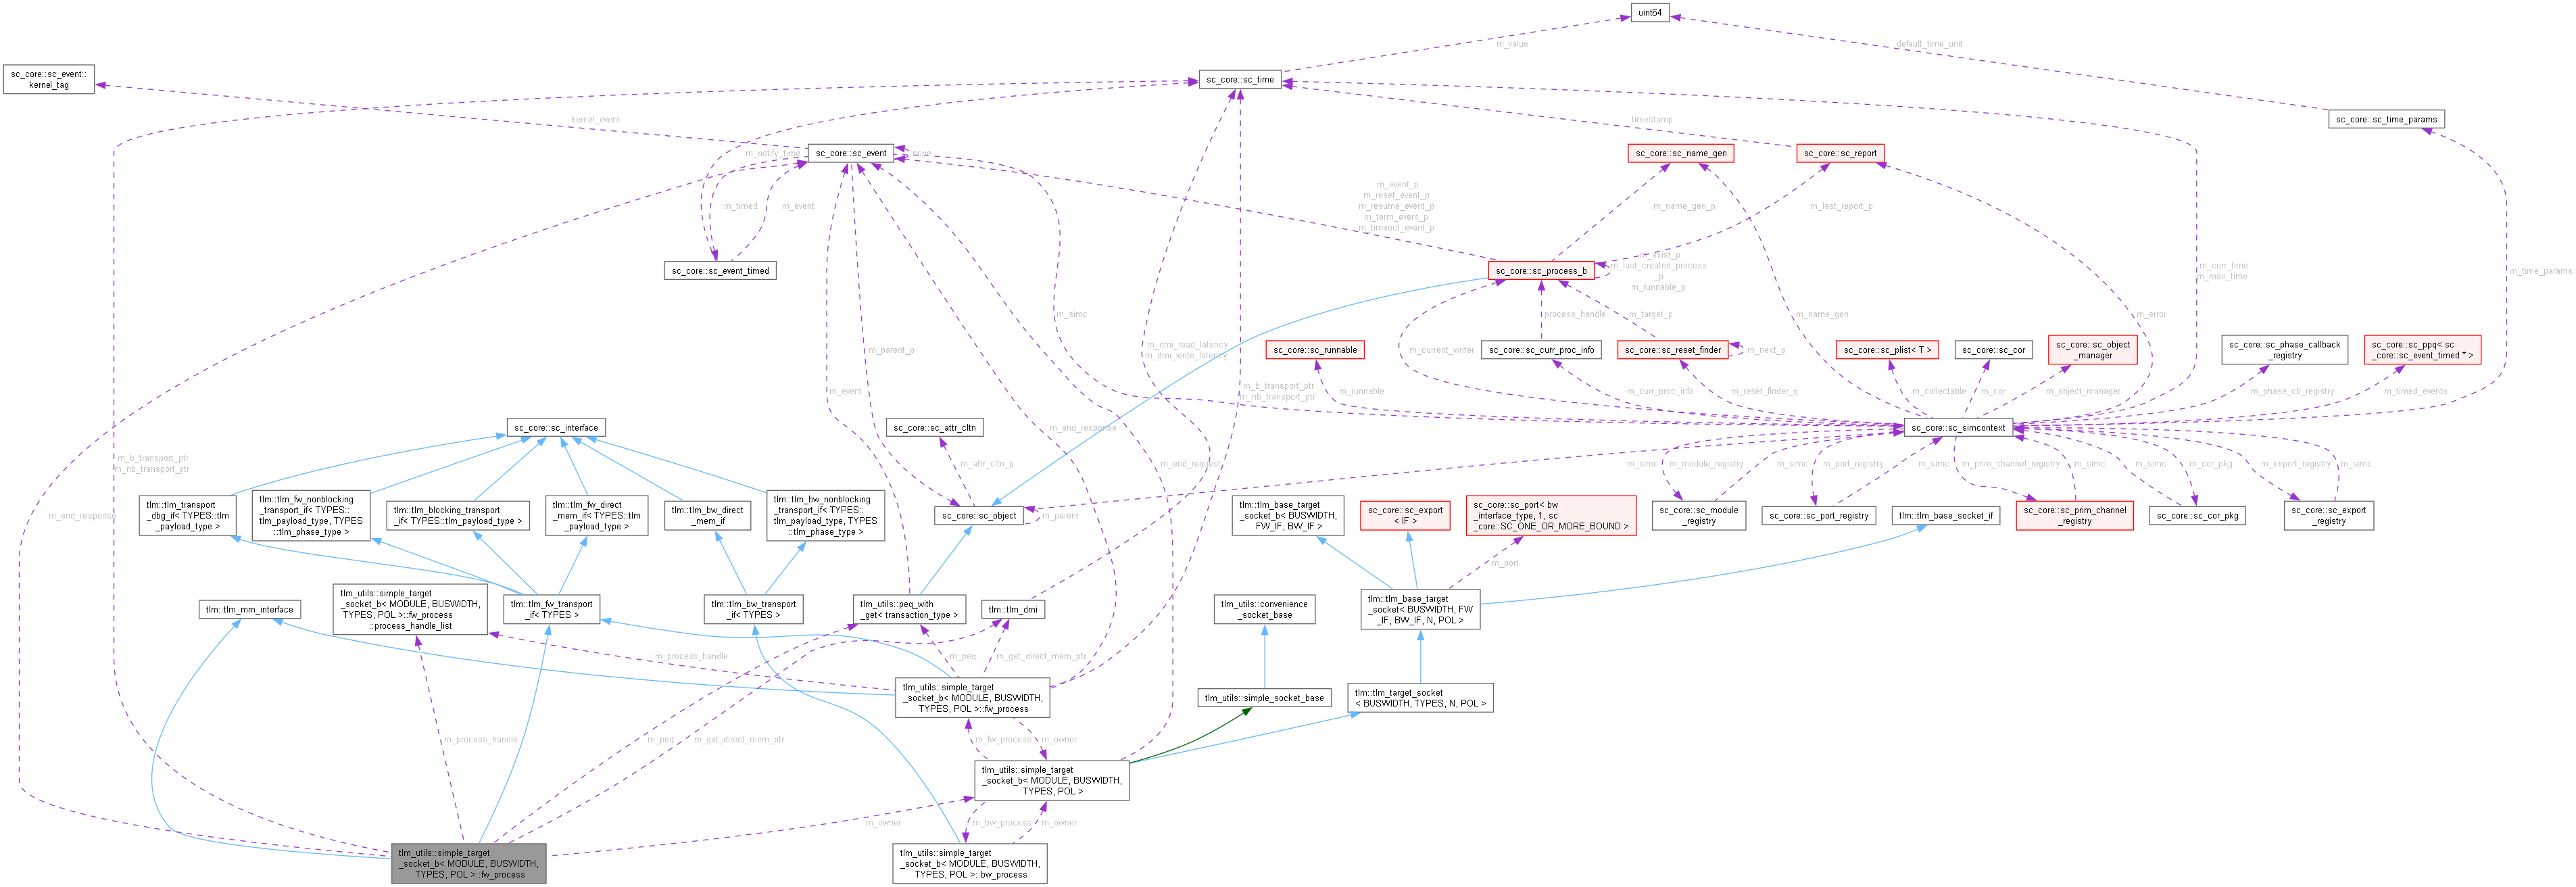 uint64
m_value
default_time_unit
sc_core::sc_event::
kernel_tag
sc_core::sc_time
sc_core::sc_time_params
kernel_event
timestamp
m_notify_time
sc_core::sc_event
none
sc_core::sc_name_gen
sc_core::sc_report
m_timed
m_event
m_event_p
m_reset_event_p
m_resume_event_p
m_term_event_p
m_timeout_event_p
m_name_gen_p
m_last_report_p
sc_core::sc_event_timed
sc_core::sc_process_b
m_exist_p
m_last_created_process
_p
m_runnable_p
m_curr_time
m_max_time
m_time_params
m_simc
process_handle
m_target_p
m_name_gen
m_error
m_parent_p
m_dmi_read_latency
m_dmi_write_latency
sc_core::sc_runnable
m_current_writer
sc_core::sc_curr_proc_info
sc_core::sc_reset_finder
m_next_p
sc_core::sc_plist< T >
sc_core::sc_cor
sc_core::sc_object
_manager
sc_core::sc_phase_callback
_registry
sc_core::sc_ppq< sc
_core::sc_event_timed * >
m_event
m_b_transport_ptr
m_nb_transport_ptr
m_runnable
m_curr_proc_info
m_reset_finder_q
m_collectable
m_cor
m_object_manager
m_phase_cb_registry
m_timed_events
sc_core::sc_interface
sc_core::sc_attr_cltn
m_end_response
sc_core::sc_simcontext
m_b_transport_ptr
m_nb_transport_ptr
m_attr_cltn_p
m_end_request
m_simc
m_module_registry
m_simc
m_port_registry
m_simc
m_prim_channel_registry
m_simc
m_simc
m_cor_pkg
m_export_registry
m_simc
tlm::tlm_transport
_dbg_if< TYPES::tlm
_payload_type >
tlm::tlm_fw_nonblocking
_transport_if< TYPES::
tlm_payload_type, TYPES
::tlm_phase_type >
tlm::tlm_blocking_transport
_if< TYPES::tlm_payload_type >
tlm::tlm_fw_direct
_mem_if< TYPES::tlm
_payload_type >
tlm::tlm_bw_direct
_mem_if
tlm::tlm_bw_nonblocking
_transport_if< TYPES::
tlm_payload_type, TYPES
::tlm_phase_type >
sc_core::sc_object
m_parent
tlm::tlm_base_target
_socket_b< BUSWIDTH,
FW_IF, BW_IF >
sc_core::sc_export
< IF >
sc_core::sc_port< bw
_interface_type, 1, sc
_core::SC_ONE_OR_MORE_BOUND >
sc_core::sc_module
_registry
sc_core::sc_port_registry
tlm::tlm_base_socket_if
sc_core::sc_prim_channel
_registry
sc_core::sc_cor_pkg
sc_core::sc_export
_registry
m_end_response
m_port
tlm::tlm_mm_interface
tlm_utils::simple_target
_socket_b< MODULE, BUSWIDTH,
TYPES, POL >::fw_process
::process_handle_list
tlm::tlm_fw_transport
_if< TYPES >
tlm::tlm_bw_transport
_if< TYPES >
tlm_utils::peq_with
_get< transaction_type >
tlm::tlm_dmi
tlm_utils::convenience
_socket_base
tlm::tlm_base_target
_socket< BUSWIDTH, FW
_IF, BW_IF, N, POL >
m_process_handle
m_peq
m_get_direct_mem_ptr
tlm_utils::simple_target
_socket_b< MODULE, BUSWIDTH,
TYPES, POL >::fw_process
tlm_utils::simple_socket_base
tlm::tlm_target_socket
< BUSWIDTH, TYPES, N, POL >
m_process_handle
m_peq
m_get_direct_mem_ptr
m_fw_process
m_owner
tlm_utils::simple_target
_socket_b< MODULE, BUSWIDTH,
TYPES, POL >
m_owner
m_bw_process
m_owner
tlm_utils::simple_target
_socket_b< MODULE, BUSWIDTH,
TYPES, POL >::fw_process
tlm_utils::simple_target
_socket_b< MODULE, BUSWIDTH,
TYPES, POL >::bw_process